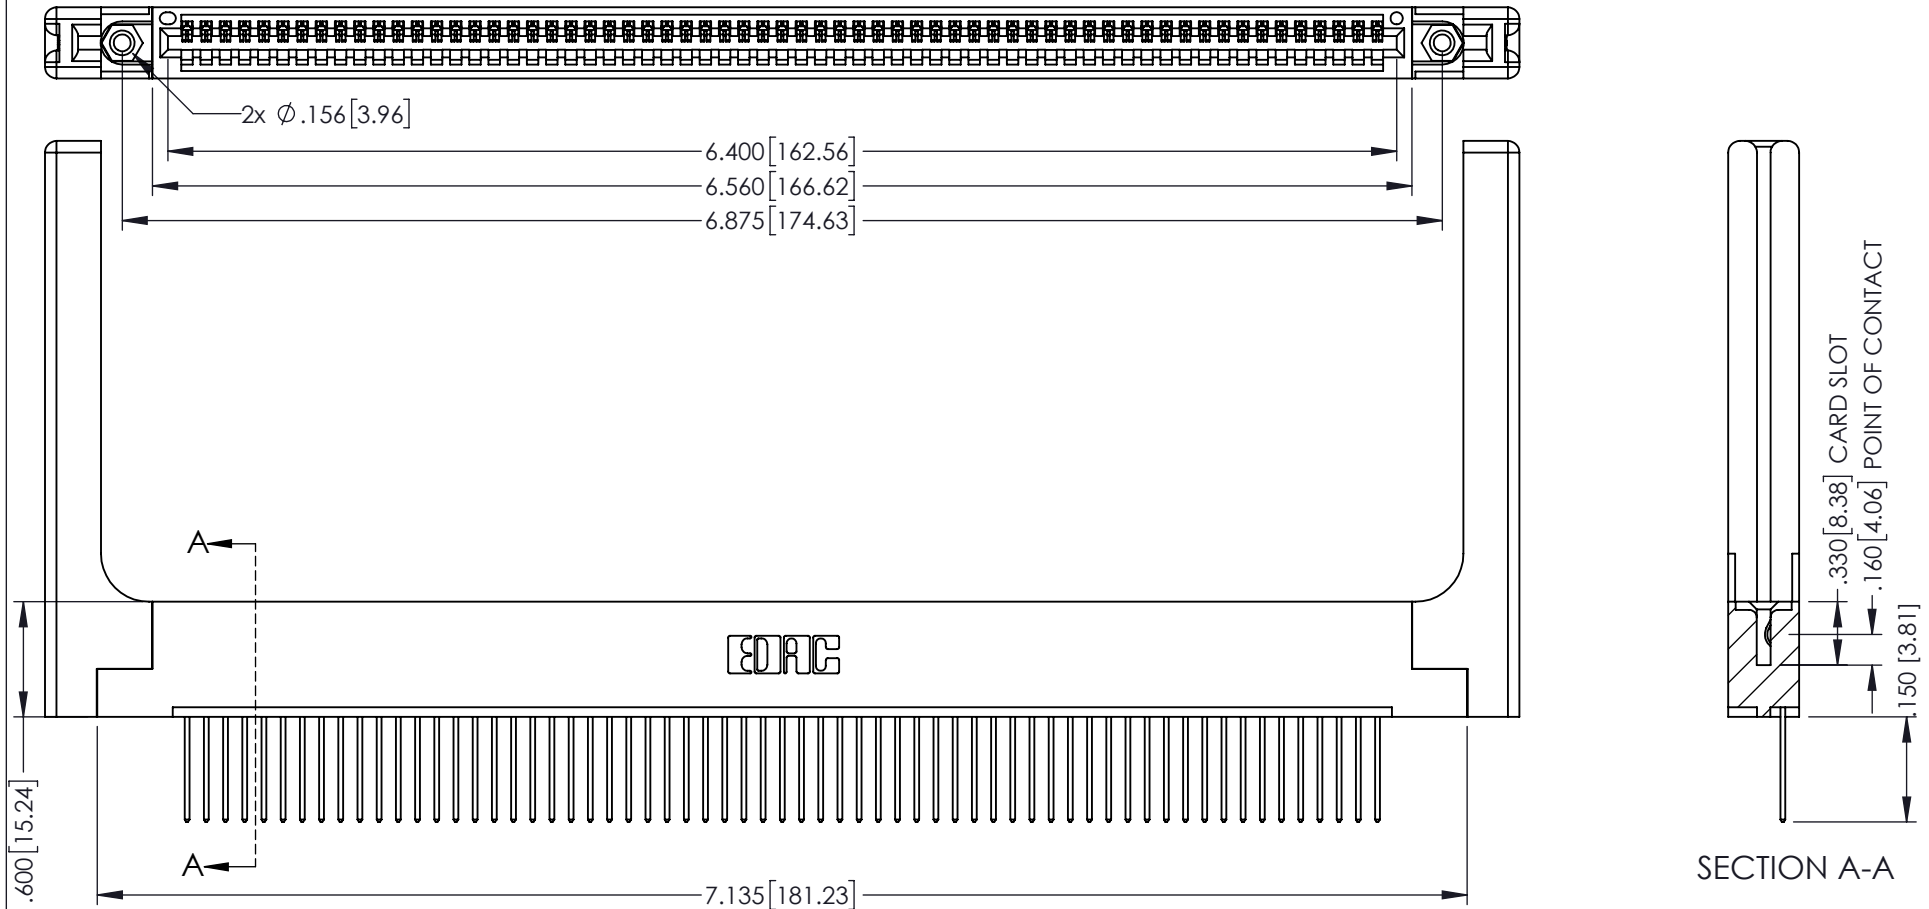 2x Ø.156[3.96]
6.400[162.56]
6.560[166.62]
6.875[174.63]
A
EDAC
A
.600[15.24]
7.135[181.23]
.330[8.38] CARD SLOT
.160[4.06] POINT OF CONTACT
.150 [3.81]
SECTION A-A